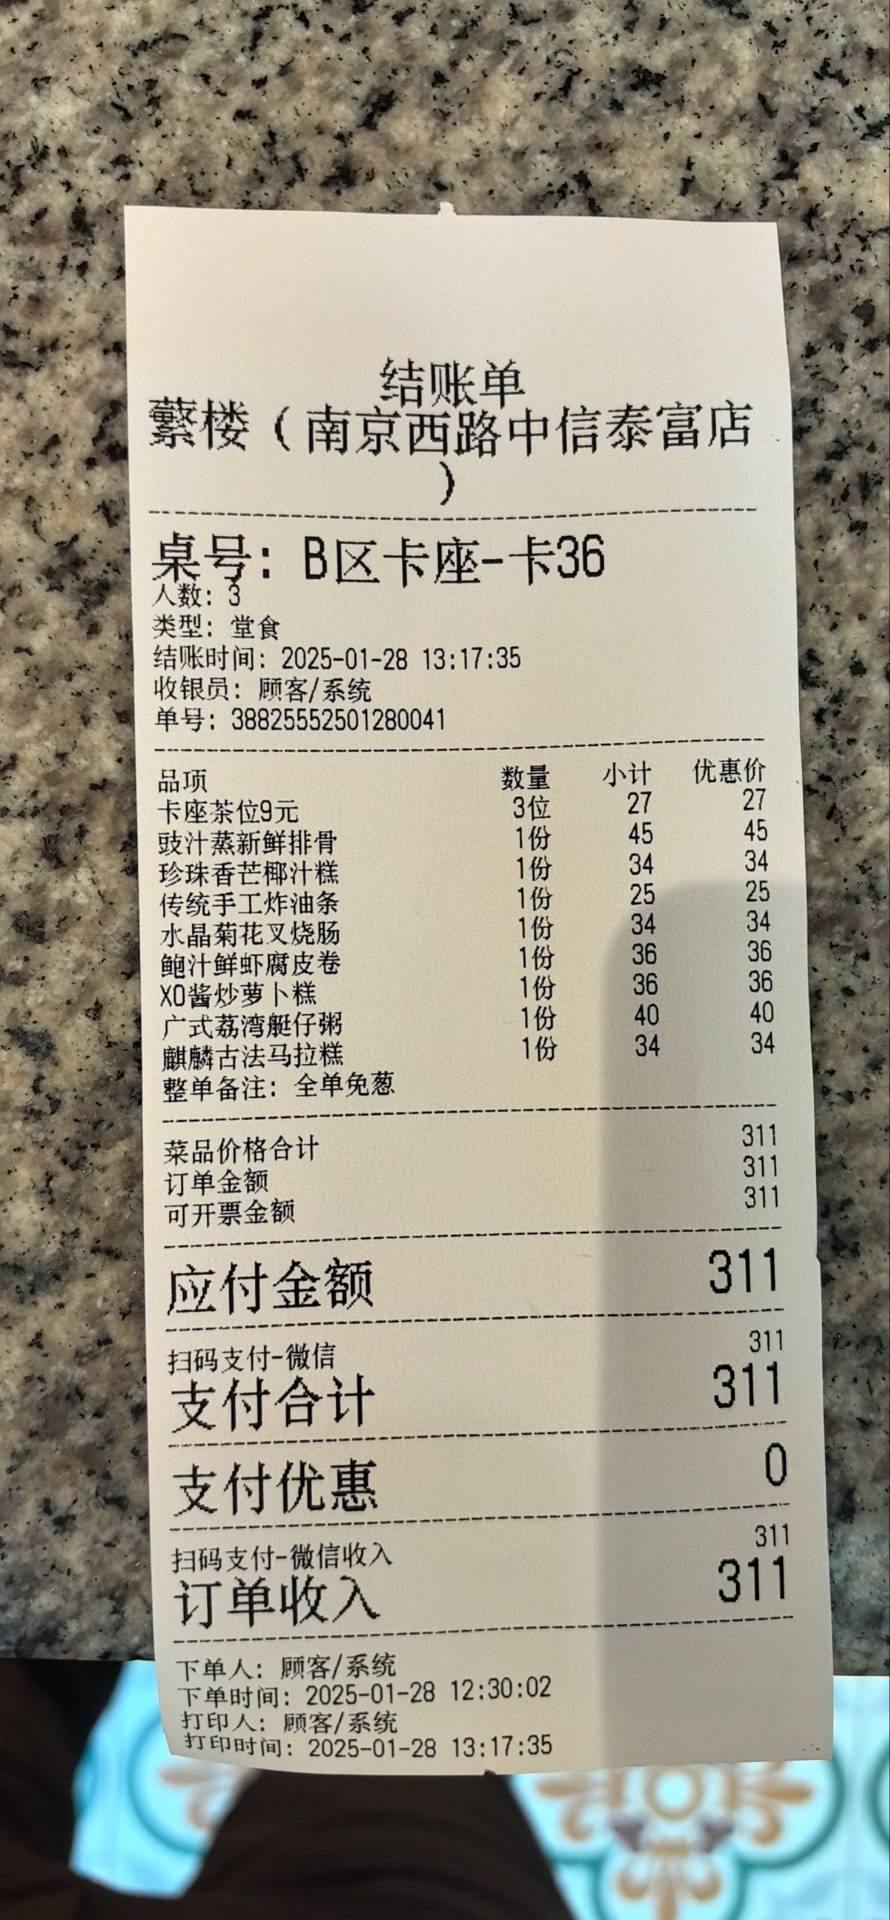 结账单
蘩楼（南京西路中信泰富店
）
桌号: B区卡座-卡36
人数: 3
类型: 堂食
结账时间: 2025-01-28 13:17:35
收银员: 顾客/系统
单号: 38825552501280041
品项 数量 小计 优惠价
卡座茶位9元 3位 27 27
豉汁蒸新鲜排骨 1份 45 45
珍珠香芒椰汁糕 1份 34 34
传统手工炸油条 1份 25 25
水晶菊花叉烧肠 1份 34 34
鲍汁鲜虾腐皮卷 1份 36 36
XO酱炒萝卜糕 1份 36 36
广式荔湾艇仔粥 1份 40 40
麒麟古法马拉糕 1份 34 34
整单备注: 全单免葱
菜品价格合计 311
订单金额 311
可开票金额 311
应付金额 311
扫码支付-微信 311
支付合计 311
支付优惠 0
扫码支付-微信收入 311
订单收入 311
下单人: 顾客/系统
下单时间: 2025-01-28 12:30:02
打印人: 顾客/系统
打印时间: 2025-01-28 13:17:35